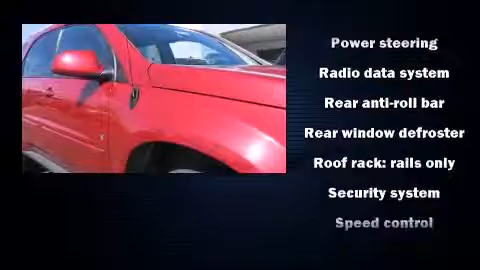 Power steering
Radio data system
Rear anti-roll bar
Rear window defroster
Roof rack: rails only
Security system
Speed control